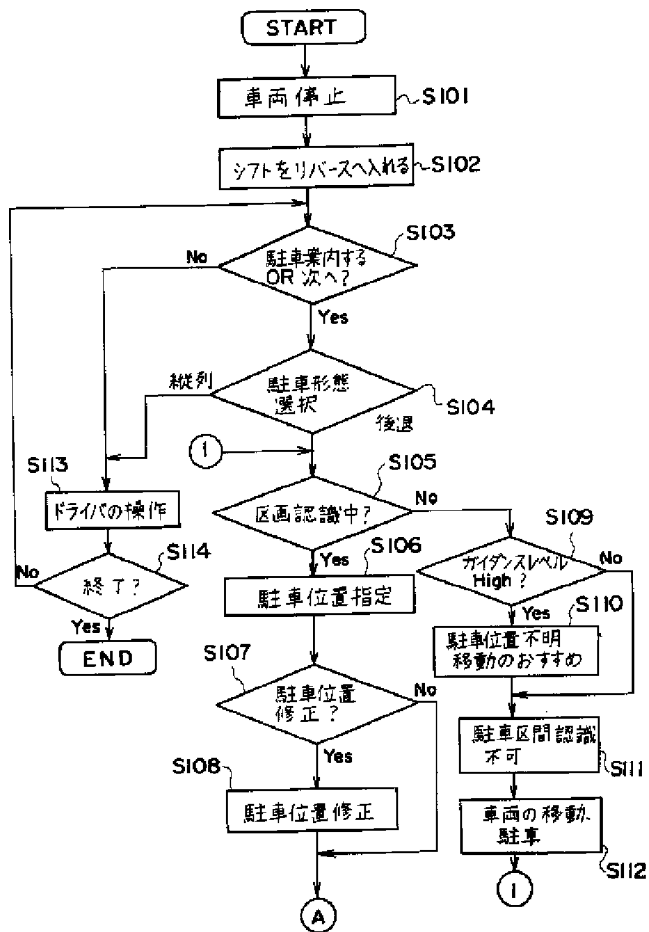 START
車両停止
S101
シフトをリバースへ入れる
S102
S103
駐車案内する
OR 次へ?
No
Yes
駐車形態
選択
S104
縦列
後退
1
S105
区画認識中?
No
Yes
S106
駐車位置指定
S107
駐車位置
修正?
No
Yes
S108
駐車位置修正
A
S109
ガイダンスレベル
High?
No
Yes
S110
駐車位置不明
移動のおすすめ
駐車区間認識
不可
S111
車両の移動、
駐車
S112
1
S113
ドライバの操作
S114
終了?
No
Yes
END